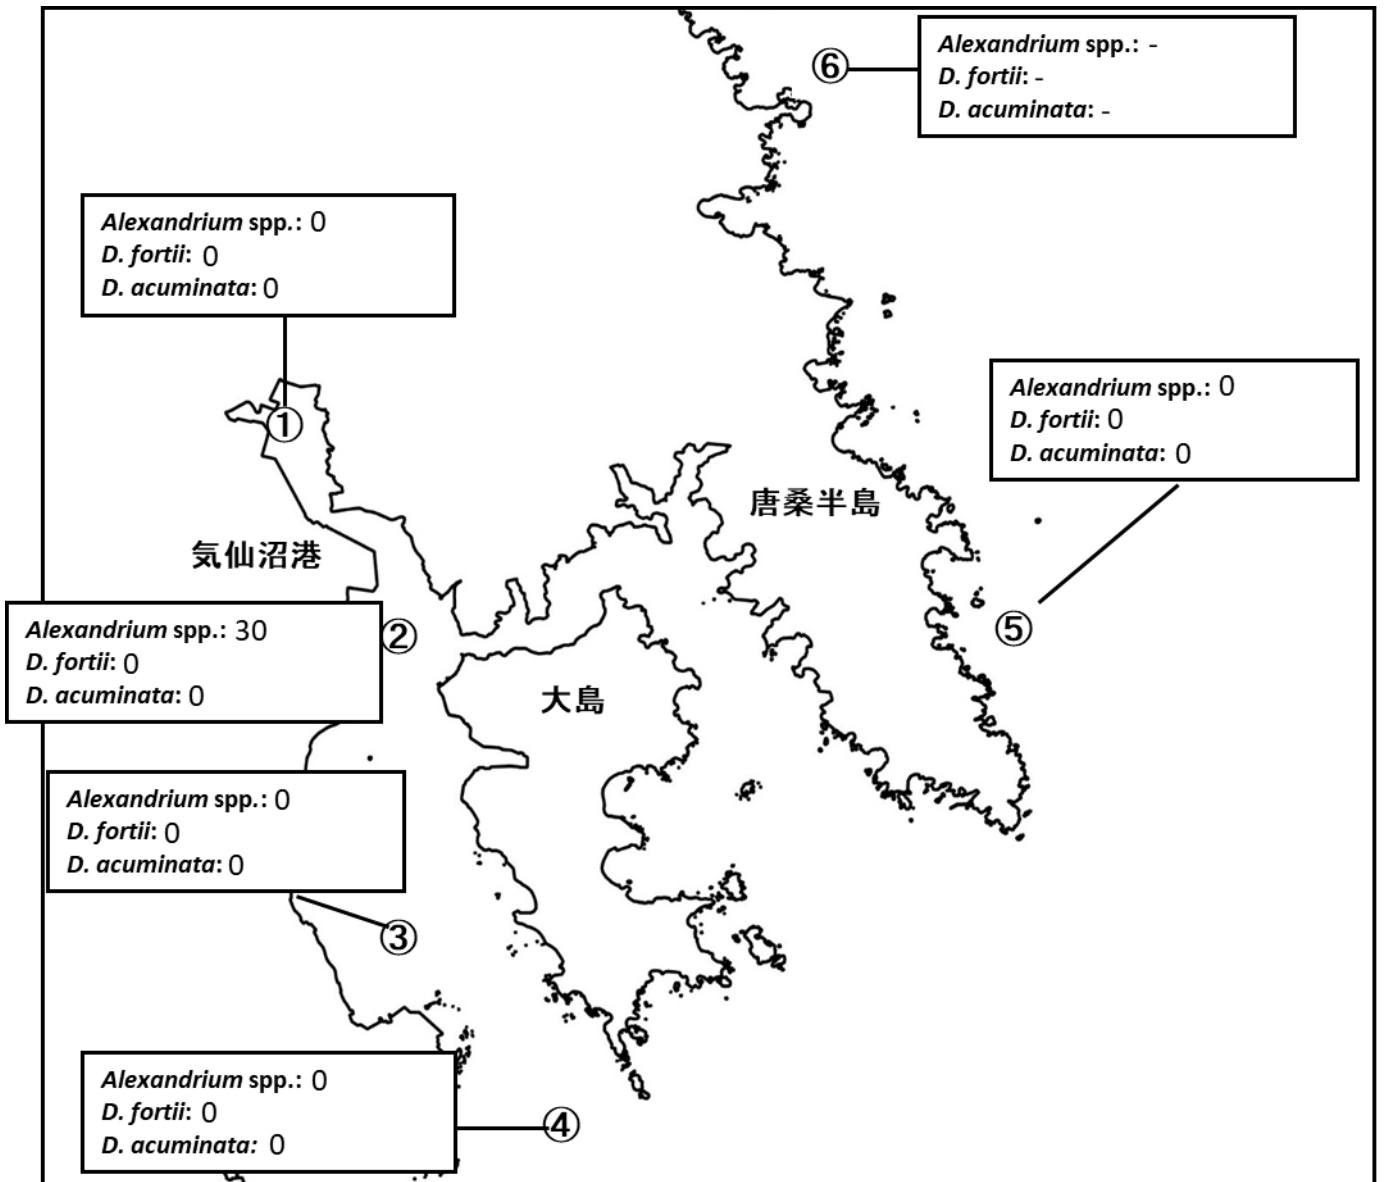 ⑥
Alexandrium spp.: -
D. fortii: -
D. acuminata: -
Alexandrium spp.: 0
D. fortii: 0
D. acuminata: 0
①
Alexandrium spp.: 0
D. fortii: 0
D. acuminata: 0
唐桑半島
気仙沼港
⑤
Alexandrium spp.: 30
D. fortii: 0
D. acuminata: 0
②
大島
Alexandrium spp.: 0
D. fortii: 0
D. acuminata: 0
③
Alexandrium spp.: 0
D. fortii: 0
D. acuminata: 0
④